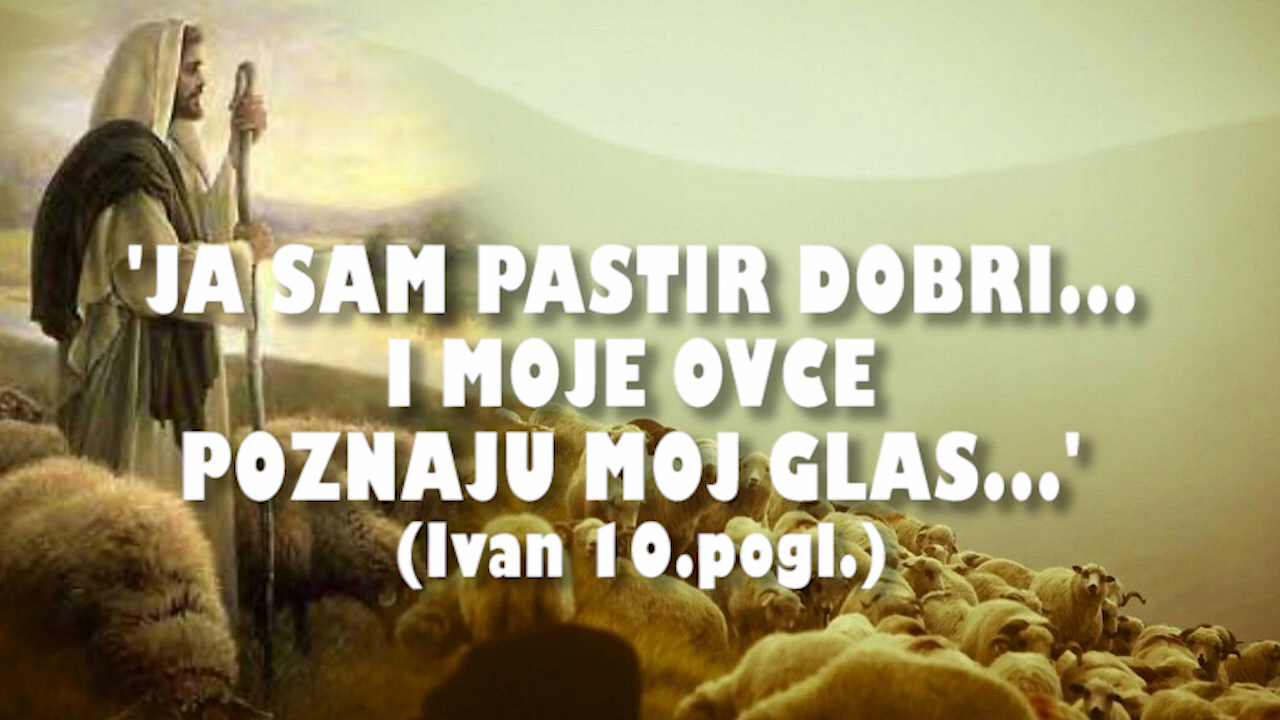 'JA SAM PASTIR DOBRI...
I MOJE OVCE
POZNAJU MOJ GLAS...'
(Ivan 10.pogl.)